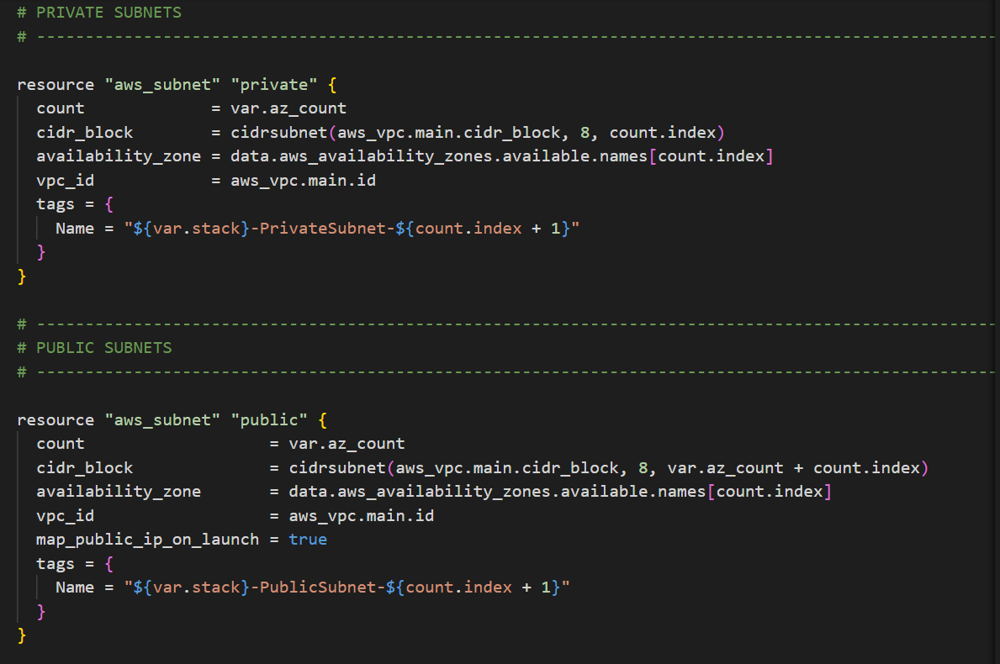 # PRIVATE SUBNETS
# ---------------------------------------------------------------------------------------------------
resource "aws_subnet" "private" {
  count             = var.az_count
  cidr_block        = cidrsubnet(aws_vpc.main.cidr_block, 8, count.index)
  availability_zone = data.aws_availability_zones.available.names[count.index]
  vpc_id            = aws_vpc.main.id
  tags = {
    Name = "${var.stack}-PrivateSubnet-${count.index + 1}"
  }
}
# ---------------------------------------------------------------------------------------------------
# PUBLIC SUBNETS
# ---------------------------------------------------------------------------------------------------
resource "aws_subnet" "public" {
  count                   = var.az_count
  cidr_block              = cidrsubnet(aws_vpc.main.cidr_block, 8, var.az_count + count.index)
  availability_zone       = data.aws_availability_zones.available.names[count.index]
  vpc_id                  = aws_vpc.main.id
  map_public_ip_on_launch = true
  tags = {
    Name = "${var.stack}-PublicSubnet-${count.index + 1}"
  }
}